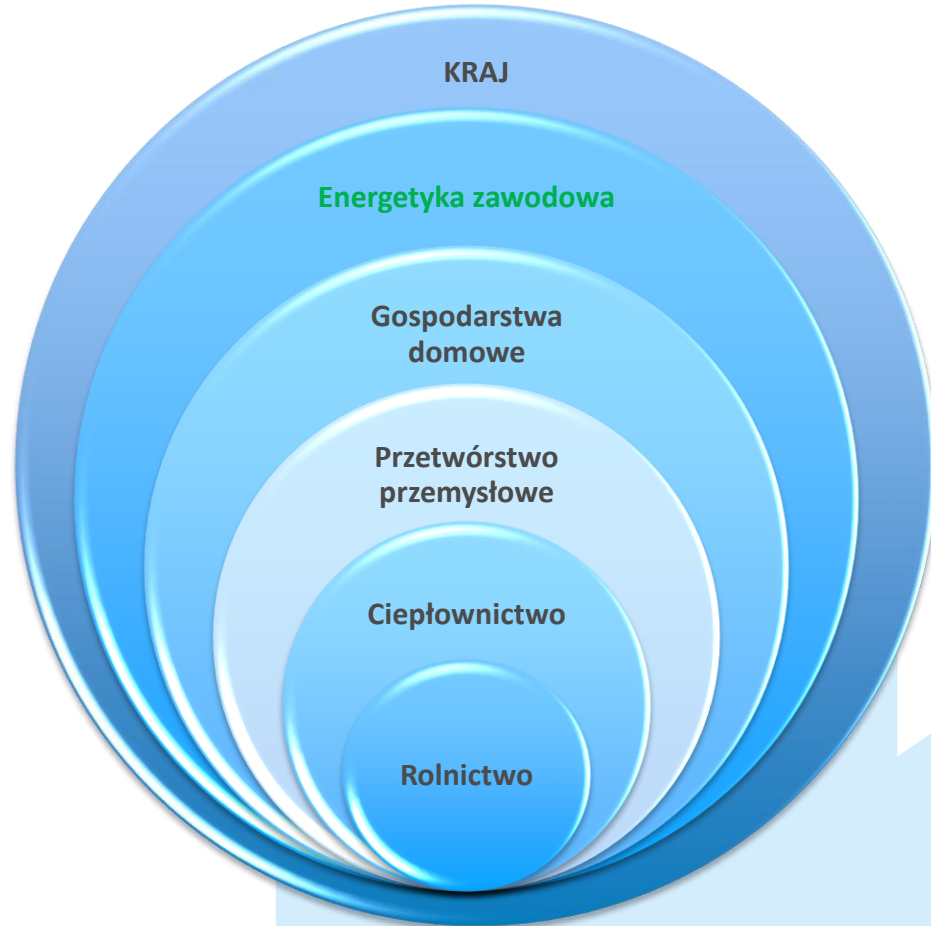 KRAJ
Energetyka zawodowa
Gospodarstwa
domowe
Przetwórstwo
przemysłowe
Ciepłownictwo
Rolnictwo